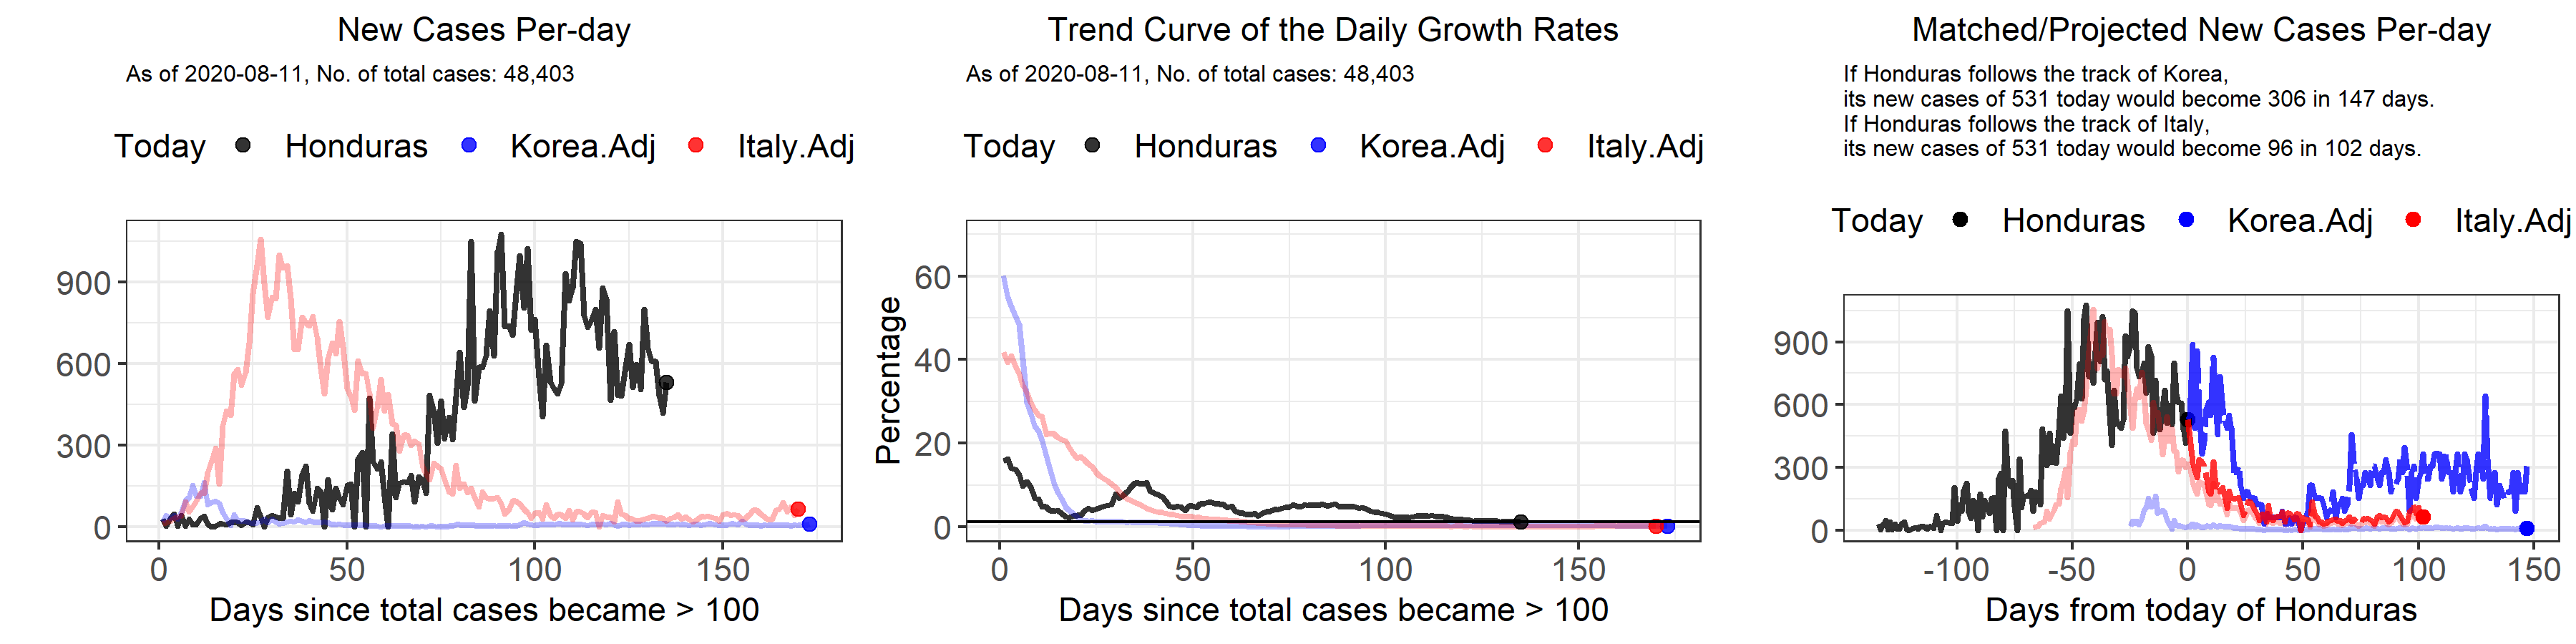 New Cases Per-day
As of 2020-08-11, No. of total cases: 48,403
Today Honduras Korea.Adj Italy.Adj
900
600
300
0
0 50 100 150
Days since total cases became > 100
Trend Curve of the Daily Growth Rates
As of 2020-08-11, No. of total cases: 48,403
Today Honduras Korea.Adj Italy.Adj
Percentage
60
40
20
0
0 50 100 150
Days since total cases became > 100
Matched/Projected New Cases Per-day
If Honduras follows the track of Korea,
its new cases of 531 today would become 306 in 147 days.
If Honduras follows the track of Italy,
its new cases of 531 today would become 96 in 102 days.
Today Honduras Korea.Adj Italy.Adj
900
600
300
0
-100 -50 0 50 100 150
Days from today of Honduras